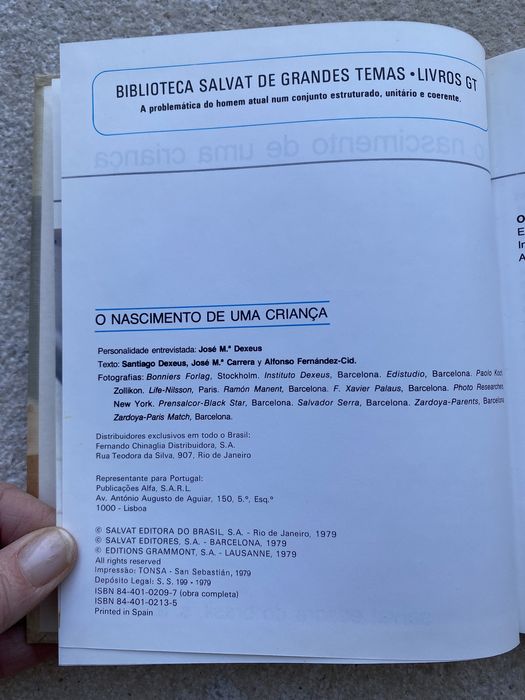 BIBLIOTECA SALVAT DE GRANDES TEMAS • LIVROS GT
A problemática do homem atual num conjunto estruturado, unitário e coerente.
o nascimento de uma criança
O NASCIMENTO DE UMA CRIANÇA
Personalidade entrevistada: José M.ª Dexeus
Texto: Santiago Dexeus, José M.ª Carrera y Alfonso Fernández-Cid.
Fotografias: Bonniers Forlag, Stockholm. Instituto Dexeus, Barcelona. Edistudio, Barcelona. Paolo Koch
Zollikon. Life-Nilsson, Paris. Ramón Manent, Barcelona. F. Xavier Palaus, Barcelona. Photo Researches
New York. Prensalcor-Black Star, Barcelona. Salvador Serra, Barcelona. Zardoya-Parents, Barcelona
Zardoya-Paris Match, Barcelona.
Distribuidores exclusivos em todo o Brasil:
Fernando Chinaglia Distribuidora, S.A.
Rua Teodora da Silva, 907, Rio de Janeiro
Representante para Portugal:
Publicações Alfa, S.A.R.L.
Av. António Augusto de Aguiar, 150, 5.º, Esq.º
1000 - Lisboa
© SALVAT EDITORA DO BRASIL, S.A. - Rio de Janeiro, 1979
© SALVAT EDITORES, S.A. - BARCELONA, 1979
© EDITIONS GRAMMONT, S.A. - LAUSANNE, 1979
All rights reserved
Impressão: TONSA - San Sebastián, 1979
Depósito Legal: S. S. 199 - 1979
ISBN 84-401-0209-7 (obra completa)
ISBN 84-401-0213-5
Printed in Spain